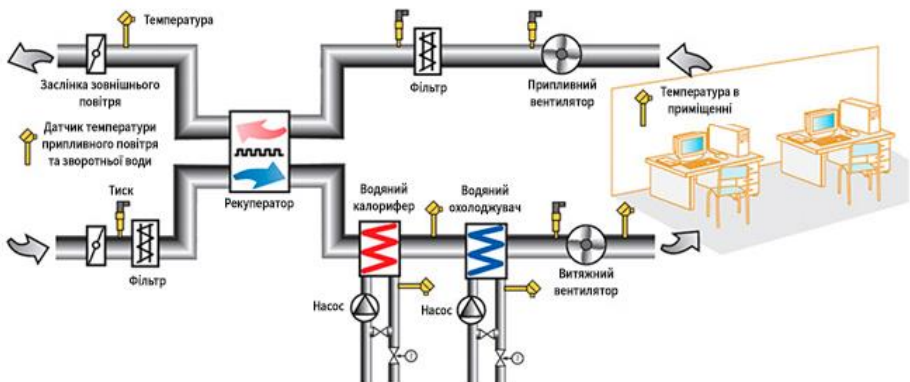 Температура
Заслінка зовнішнього
повітря
Фільтр
Припливний
вентилятор
Температура в
приміщенні
Датчик температури
припливного повітря
та зворотньої води
Тиск
Рекуператор
Водяний
калорифер
Водяний
охолоджувач
Фільтр
Насос
Насос
Витяжний
вентилятор